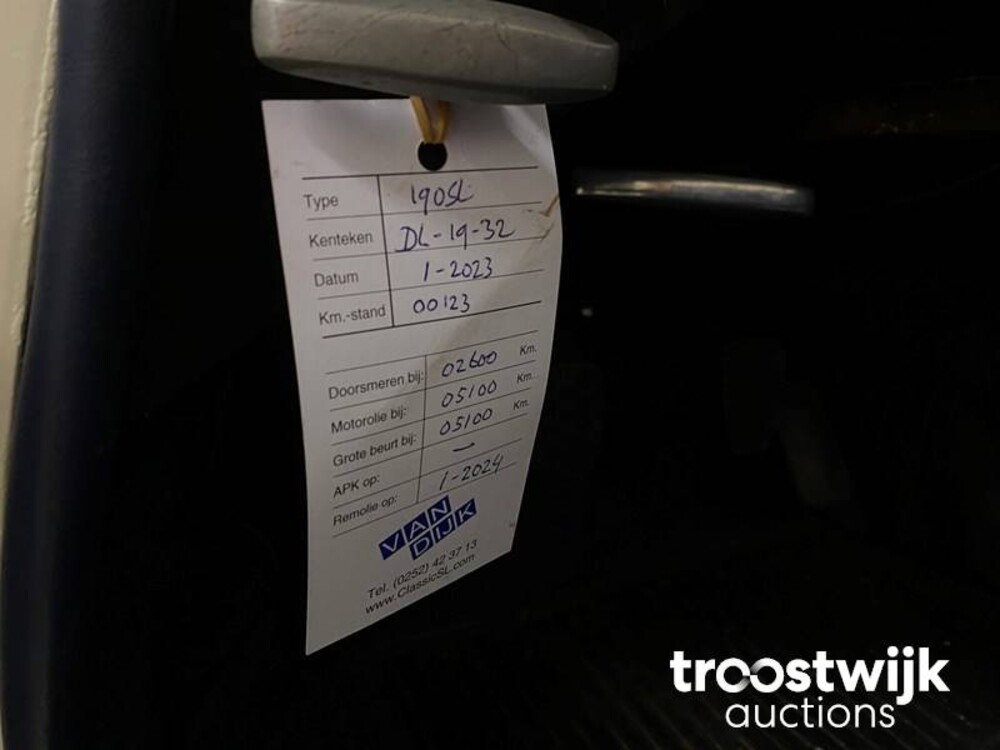 Type 190SL
Kenteken DL-19-32
Datum 1-2023
Km.-stand 00123
Doorsmeren bij: 02600 Km.
Motorolie bij: 05100 Km.
Grote beurt bij: 05100 Km.
APK op: —
Remolie op: 1-2024
VAN
DIJK
Tel. (0252) 42 37 13
www.ClassicSL.com
troostwijk
auctions